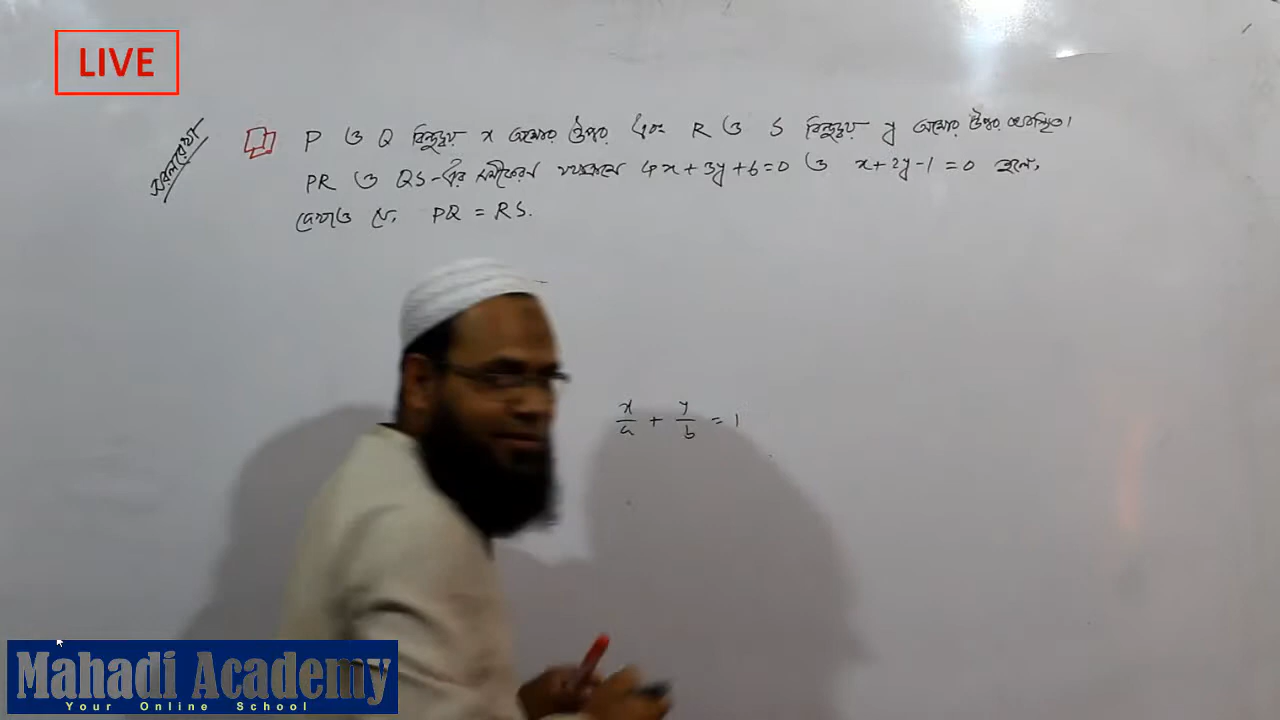 LIVE
সরলরেখা
P ও Q বিন্দুদ্বয় x অক্ষের উপর এবং R ও S বিন্দুদ্বয় y অক্ষের উপর অবস্থিত।
PR ও QS-এর সমীকরণ যথাক্রমে 4x + 3y + 6 = 0 ও x + 2y - 1 = 0 হলে,
দেখাও যে, PQ = RS.
x/a + y/b = 1
Mahadi Academy
Your Online School